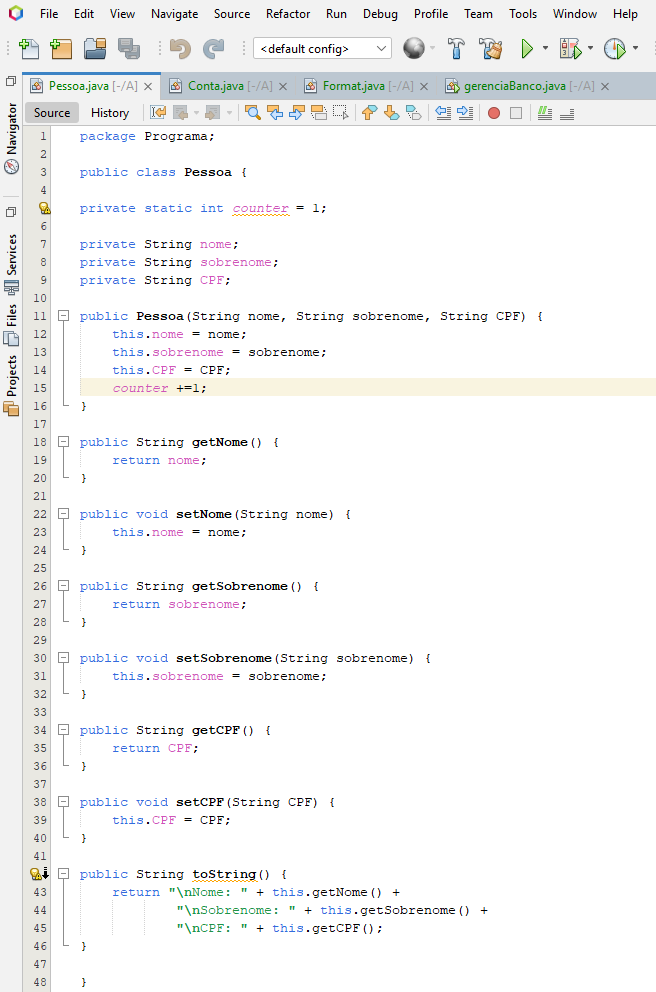 File Edit View Navigate Source Refactor Run Debug Profile Team Tools Window Help
<default config>
Pessoa.java [-/A] Conta.java [-/A] Format.java [-/A] gerenciaBanco.java [-/A]
Source History
Navigator
Services
Files
Projects
1 package Programa;
2
3 public class Pessoa {
4
private static int counter = 1;
6
7 private String nome;
8 private String sobrenome;
9 private String CPF;
10
11 public Pessoa(String nome, String sobrenome, String CPF) {
12 this.nome = nome;
13 this.sobrenome = sobrenome;
14 this.CPF = CPF;
15 counter +=1;
16 }
17
18 public String getNome() {
19 return nome;
20 }
21
22 public void setNome(String nome) {
23 this.nome = nome;
24 }
25
26 public String getSobrenome() {
27 return sobrenome;
28 }
29
30 public void setSobrenome(String sobrenome) {
31 this.sobrenome = sobrenome;
32 }
33
34 public String getCPF() {
35 return CPF;
36 }
37
38 public void setCPF(String CPF) {
39 this.CPF = CPF;
40 }
41
public String toString() {
43 return "\nNome: " + this.getNome() +
44 "\nSobrenome: " + this.getSobrenome() +
45 "\nCPF: " + this.getCPF();
46 }
47
48 }